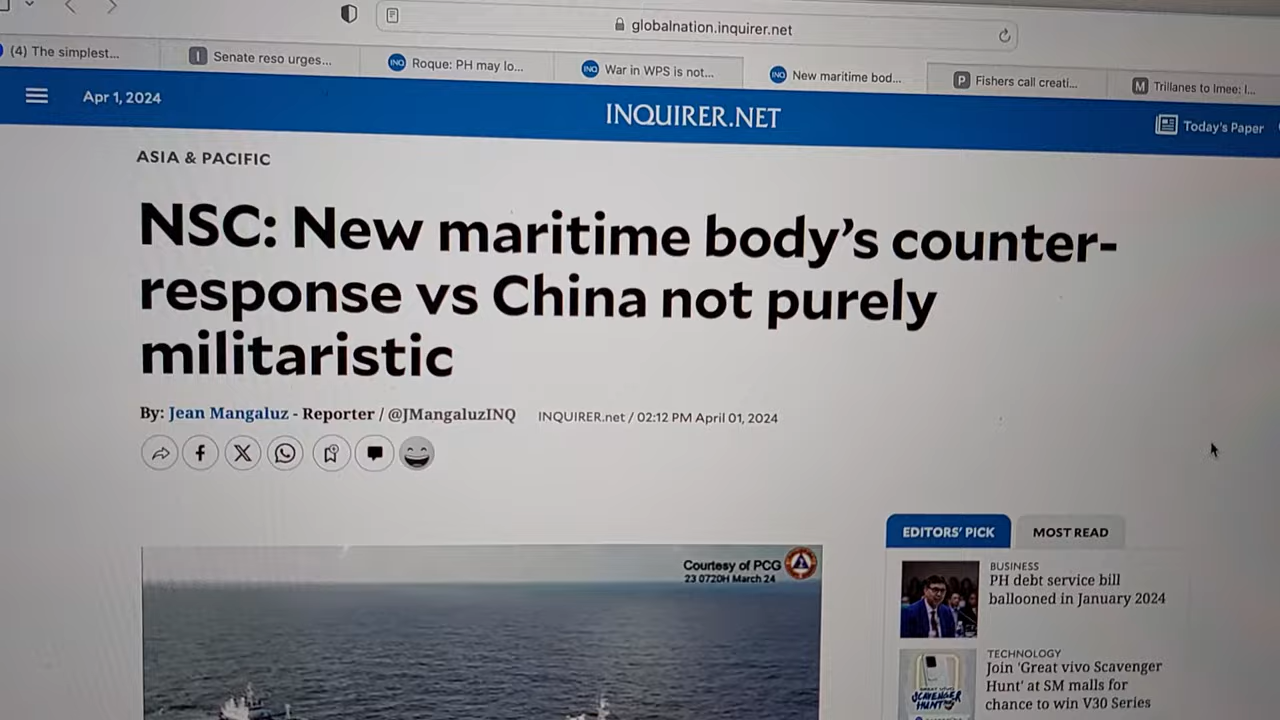 globalnation.inquirer.net
(4) The simplest...
Senate reso urges...
Roque: PH may lo...
War in WPS is not...
New maritime bod...
Fishers call creati...
Trillanes to Imee: I...
Apr 1, 2024
INQUIRER.NET
Today's Paper
ASIA & PACIFIC
NSC: New maritime body's counter-
response vs China not purely
militaristic
By: Jean Mangaluz - Reporter / @JMangaluzINQ
INQUIRER.net / 02:12 PM April 01, 2024
Courtesy of PCG
23 0720H March 24
EDITORS' PICK
MOST READ
BUSINESS
PH debt service bill
ballooned in January 2024
TECHNOLOGY
Join 'Great vivo Scavenger
Hunt' at SM malls for
chance to win V30 Series
SCAVENGER
HUNT